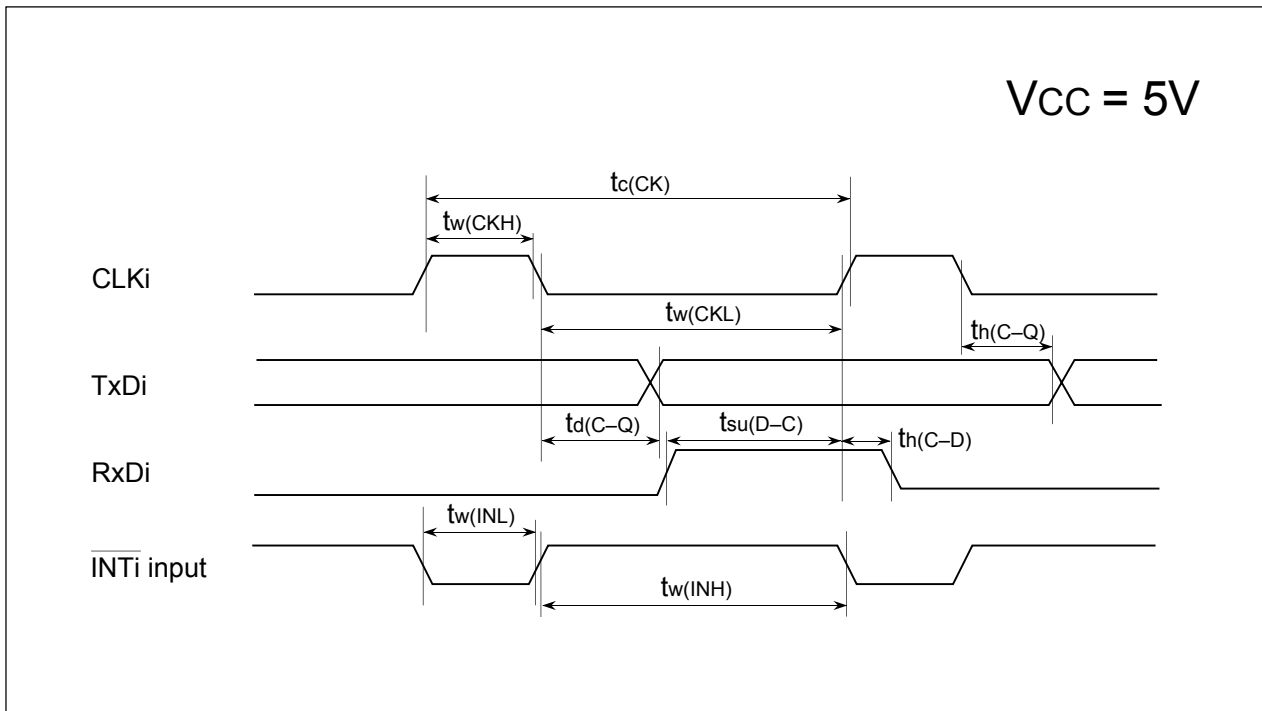 VCC = 5V
tc(CK)
tw(CKH)
CLKi
tw(CKL)
th(C–Q)
TxDi
td(C–Q)
tsu(D–C)
th(C–D)
RxDi
tw(INL)
INTi input
tw(INH)